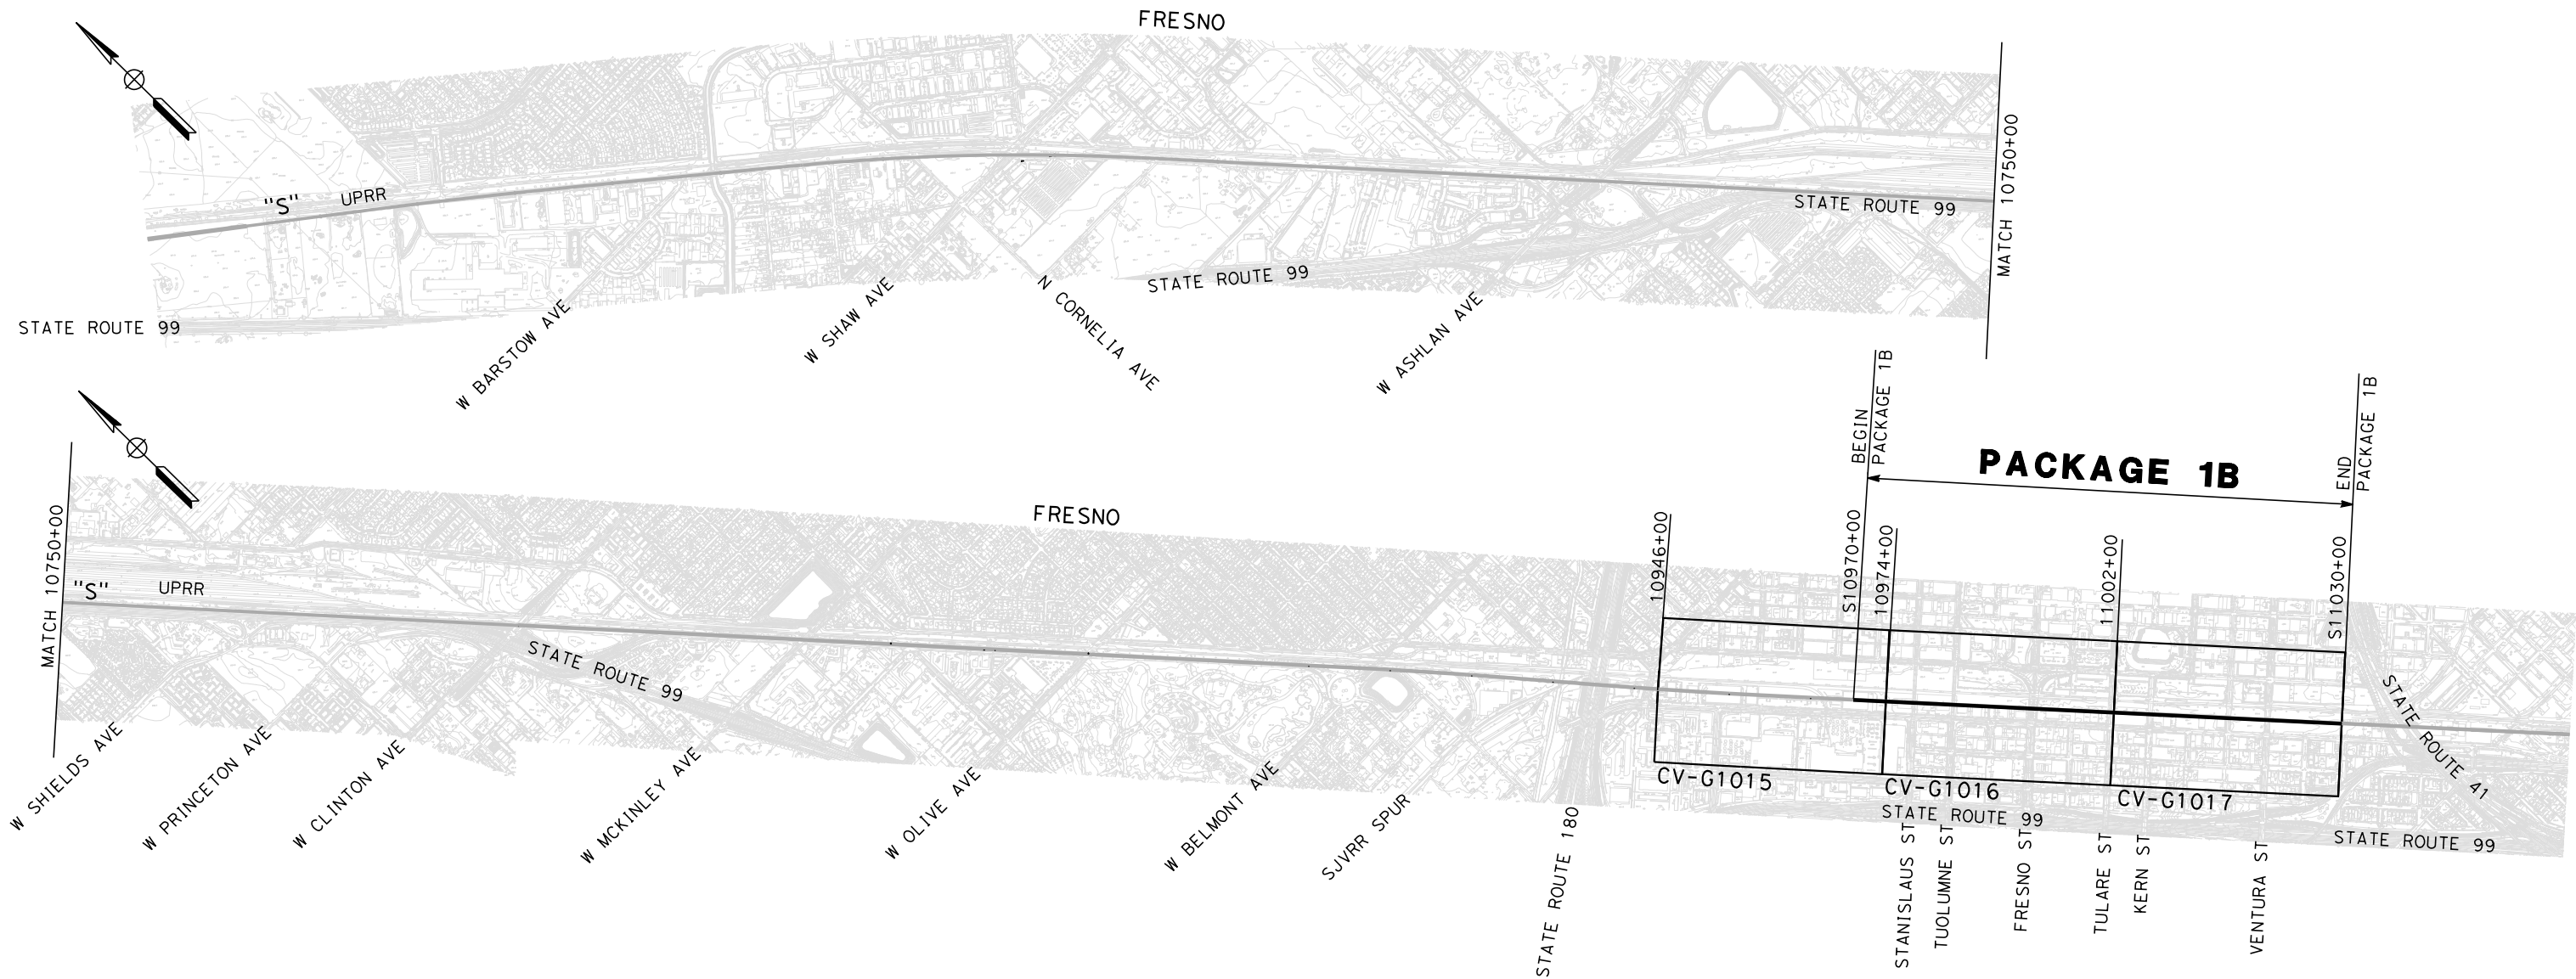 FRESNO
"S"
UPRR
STATE ROUTE 99
W BARSTOW AVE
W SHAW AVE
N CORNELIA AVE
STATE ROUTE 99
W ASHLAN AVE
STATE ROUTE 99
MATCH 10750+00
MATCH 10750+00
"S"
UPRR
FRESNO
STATE ROUTE 99
W SHIELDS AVE
W PRINCETON AVE
W CLINTON AVE
W MCKINLEY AVE
W OLIVE AVE
W BELMONT AVE
SJVRR SPUR
STATE ROUTE 180
BEGIN
PACKAGE 1B
PACKAGE 1B
END
PACKAGE 1B
10946+00
S10970+00
10974+00
11002+00
S11030+00
CV-G1015
CV-G1016
CV-G1017
STATE ROUTE 99
STATE ROUTE 41
STATE ROUTE 99
STANISLAUS ST
TUOLUMNE ST
FRESNO ST
TULARE ST
KERN ST
VENTURA ST